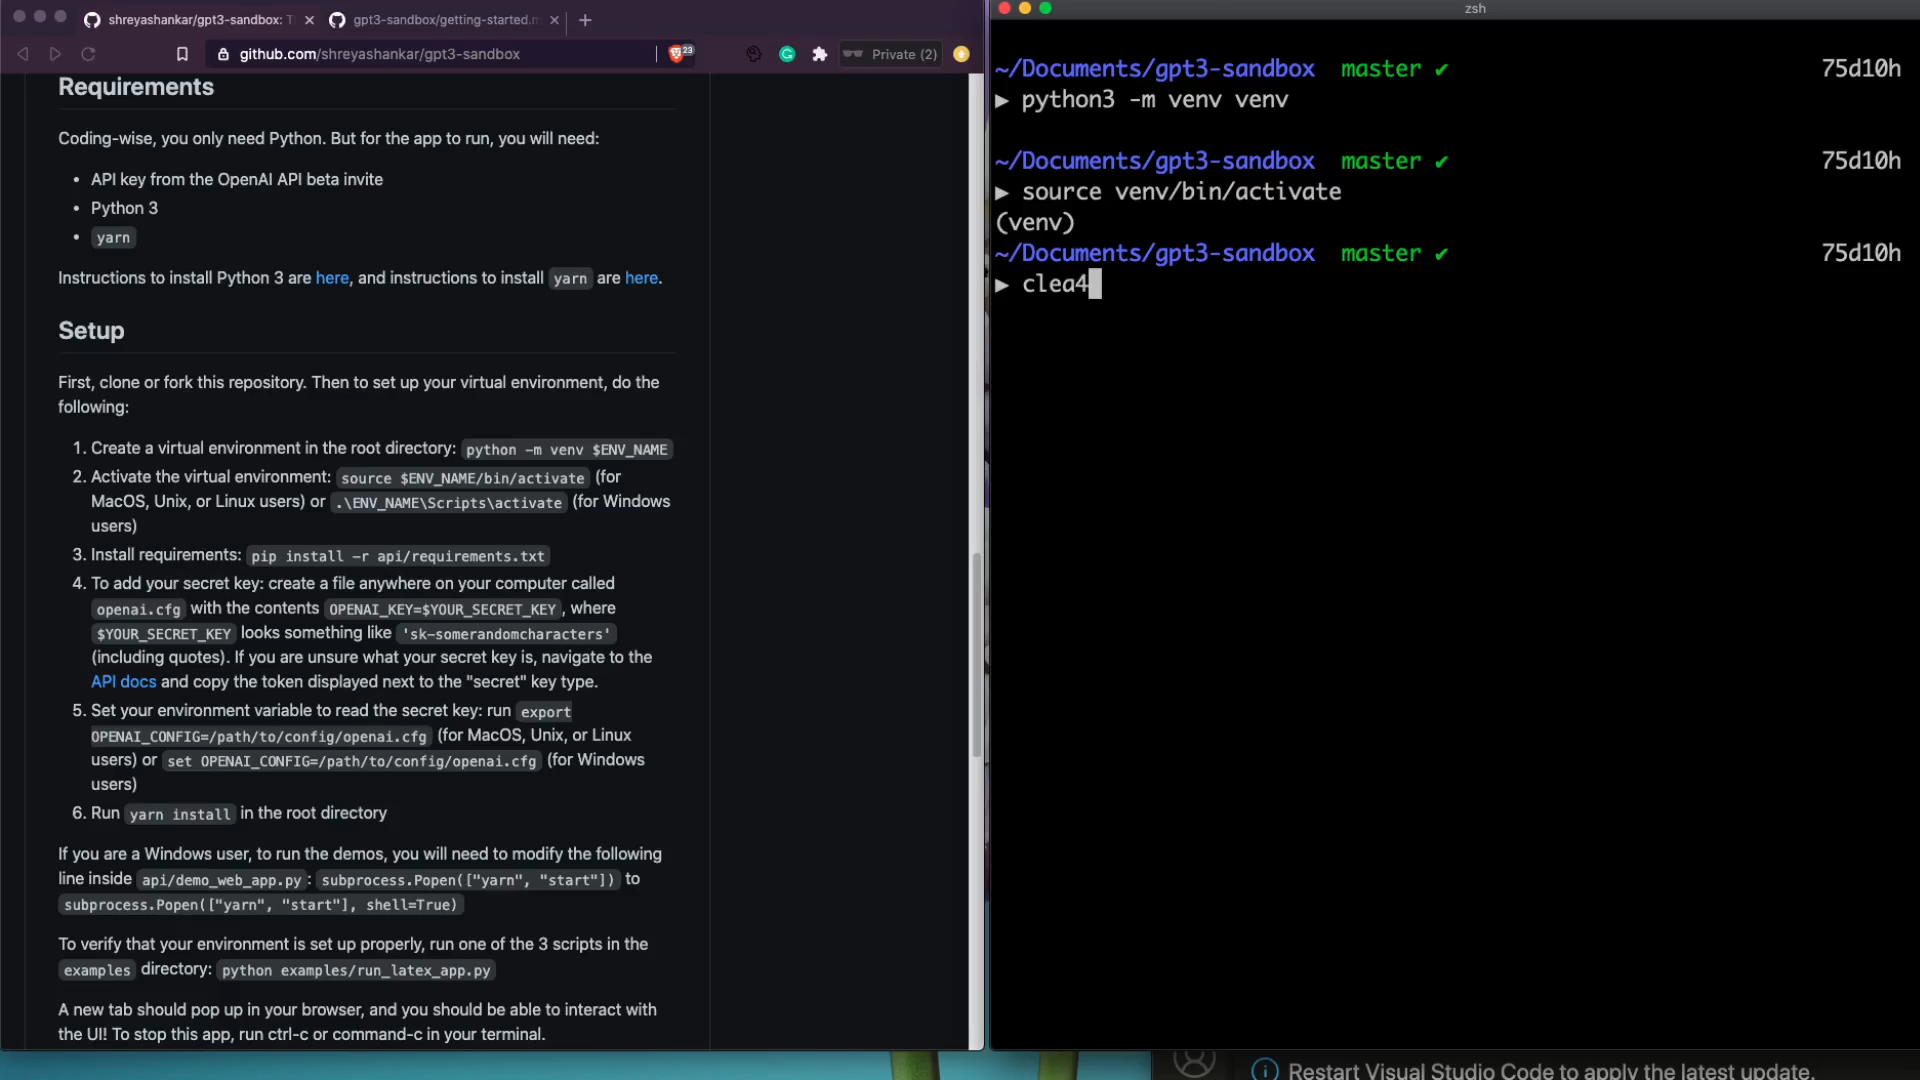 shreyashankar/gpt3-sandbox: T
gpt3-sandbox/getting-started.m
github.com/shreyashankar/gpt3-sandbox
23
Private (2)
Requirements
Coding-wise, you only need Python. But for the app to run, you will need:
• API key from the OpenAI API beta invite
• Python 3
• yarn
Instructions to install Python 3 are here, and instructions to install yarn are here.
Setup
First, clone or fork this repository. Then to set up your virtual environment, do the
following:
1. Create a virtual environment in the root directory: python -m venv $ENV_NAME
2. Activate the virtual environment: source $ENV_NAME/bin/activate (for
MacOS, Unix, or Linux users) or .\ENV_NAME\Scripts\activate (for Windows
users)
3. Install requirements: pip install -r api/requirements.txt
4. To add your secret key: create a file anywhere on your computer called
openai.cfg with the contents OPENAI_KEY=$YOUR_SECRET_KEY, where
$YOUR_SECRET_KEY looks something like 'sk-somerandomcharacters'
(including quotes). If you are unsure what your secret key is, navigate to the
API docs and copy the token displayed next to the "secret" key type.
5. Set your environment variable to read the secret key: run export
OPENAI_CONFIG=/path/to/config/openai.cfg (for MacOS, Unix, or Linux
users) or set OPENAI_CONFIG=/path/to/config/openai.cfg (for Windows
users)
6. Run yarn install in the root directory
If you are a Windows user, to run the demos, you will need to modify the following
line inside api/demo_web_app.py: subprocess.Popen(["yarn", "start"]) to
subprocess.Popen(["yarn", "start"], shell=True)
To verify that your environment is set up properly, run one of the 3 scripts in the
examples directory: python examples/run_latex_app.py
A new tab should pop up in your browser, and you should be able to interact with
the UI! To stop this app, run ctrl-c or command-c in your terminal.
zsh
~/Documents/gpt3-sandbox master ✔ 75d10h
▶ python3 -m venv venv
~/Documents/gpt3-sandbox master ✔ 75d10h
▶ source venv/bin/activate
(venv)
~/Documents/gpt3-sandbox master ✔ 75d10h
▶ clea4
Restart Visual Studio Code to apply the latest update.